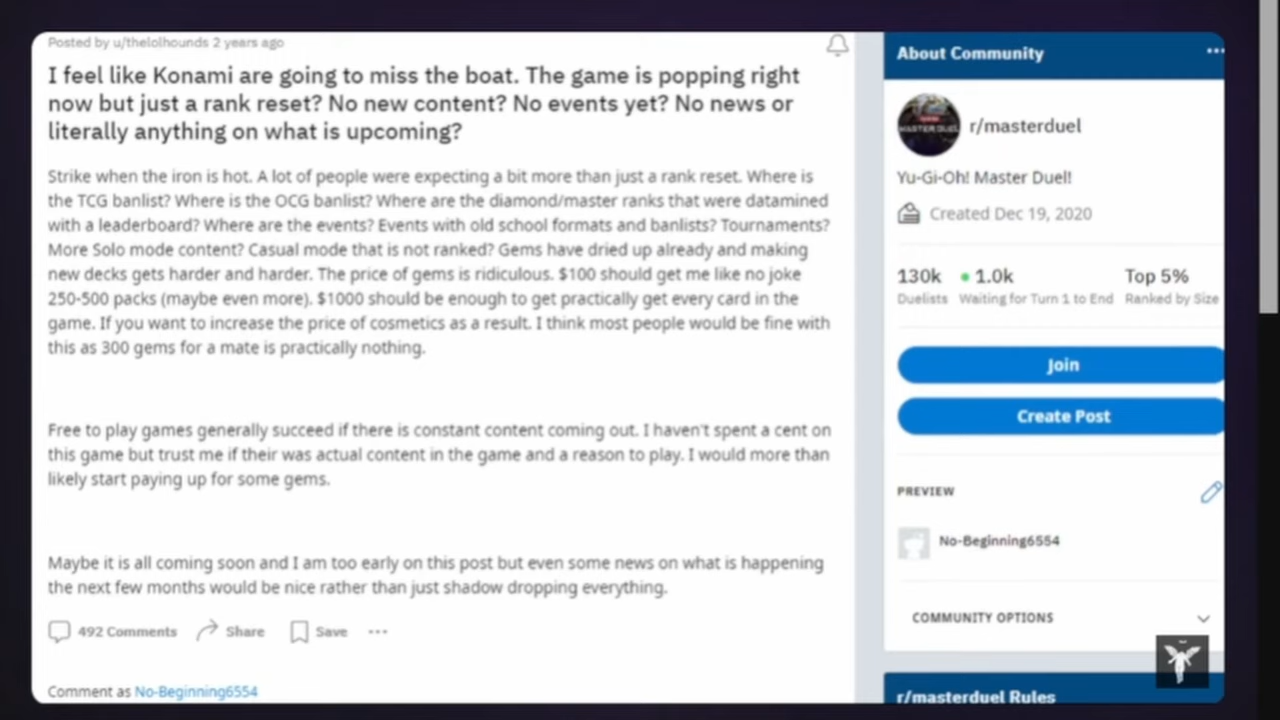 Posted by u/thelolhounds 2 years ago
I feel like Konami are going to miss the boat. The game is popping right
now but just a rank reset? No new content? No events yet? No news or
literally anything on what is upcoming?
Strike when the iron is hot. A lot of people were expecting a bit more than just a rank reset. Where is
the TCG banlist? Where is the OCG banlist? Where are the diamond/master ranks that were datamined
with a leaderboard? Where are the events? Events with old school formats and banlists? Tournaments?
More Solo mode content? Casual mode that is not ranked? Gems have dried up already and making
new decks gets harder and harder. The price of gems is ridiculous. $100 should get me like no joke
250-500 packs (maybe even more). $1000 should be enough to get practically get every card in the
game. If you want to increase the price of cosmetics as a result. I think most people would be fine with
this as 300 gems for a mate is practically nothing.
Free to play games generally succeed if there is constant content coming out. I haven't spent a cent on
this game but trust me if their was actual content in the game and a reason to play. I would more than
likely start paying up for some gems.
Maybe it is all coming soon and I am too early on this post but even some news on what is happening
the next few months would be nice rather than just shadow dropping everything.
492 Comments Share Save
Comment as No-Beginning6554
About Community
MASTER DUEL
r/masterduel
Yu-Gi-Oh! Master Duel!
Created Dec 19, 2020
130k 1.0k Top 5%
Duelists Waiting for Turn 1 to End Ranked by Size
Join
Create Post
PREVIEW
No-Beginning6554
COMMUNITY OPTIONS
r/masterduel Rules